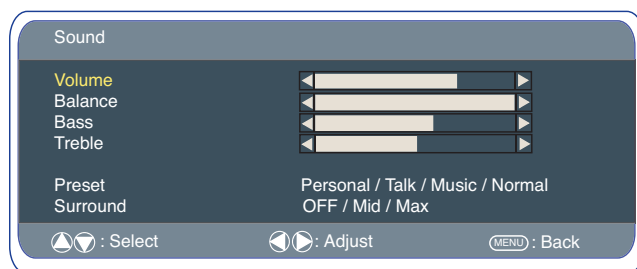 Sound
Volume
Balance
Bass
Treble
Preset Personal / Talk / Music / Normal
Surround OFF / Mid / Max
: Select : Adjust MENU : Back